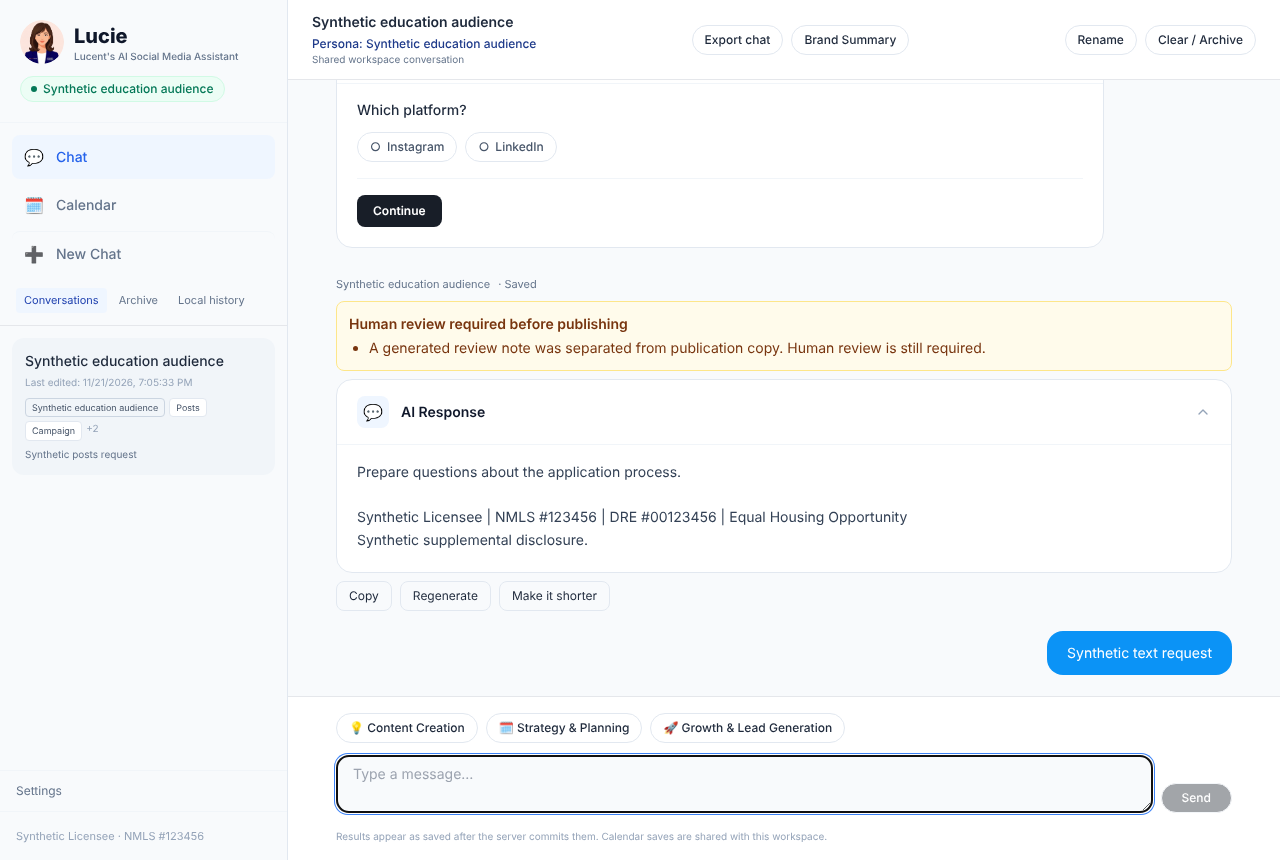 Lucie
Lucent's AI Social Media Assistant
Synthetic education audience
Chat
Calendar
New Chat
Conversations
Archive
Local history
Synthetic education audience
Last edited: 11/21/2026, 7:05:33 PM
Synthetic education audience
Posts
Campaign
+2
Synthetic posts request
Settings
Synthetic Licensee · NMLS #123456
Synthetic education audience
Persona: Synthetic education audience
Shared workspace conversation
Export chat
Brand Summary
Rename
Clear / Archive
Which platform?
Instagram
LinkedIn
Continue
Synthetic education audience · Saved
Human review required before publishing
• A generated review note was separated from publication copy. Human review is still required.
AI Response
Prepare questions about the application process.
Synthetic Licensee | NMLS #123456 | DRE #00123456 | Equal Housing Opportunity
Synthetic supplemental disclosure.
Copy
Regenerate
Make it shorter
Synthetic text request
Content Creation
Strategy & Planning
Growth & Lead Generation
Type a message...
Send
Results appear as saved after the server commits them. Calendar saves are shared with this workspace.